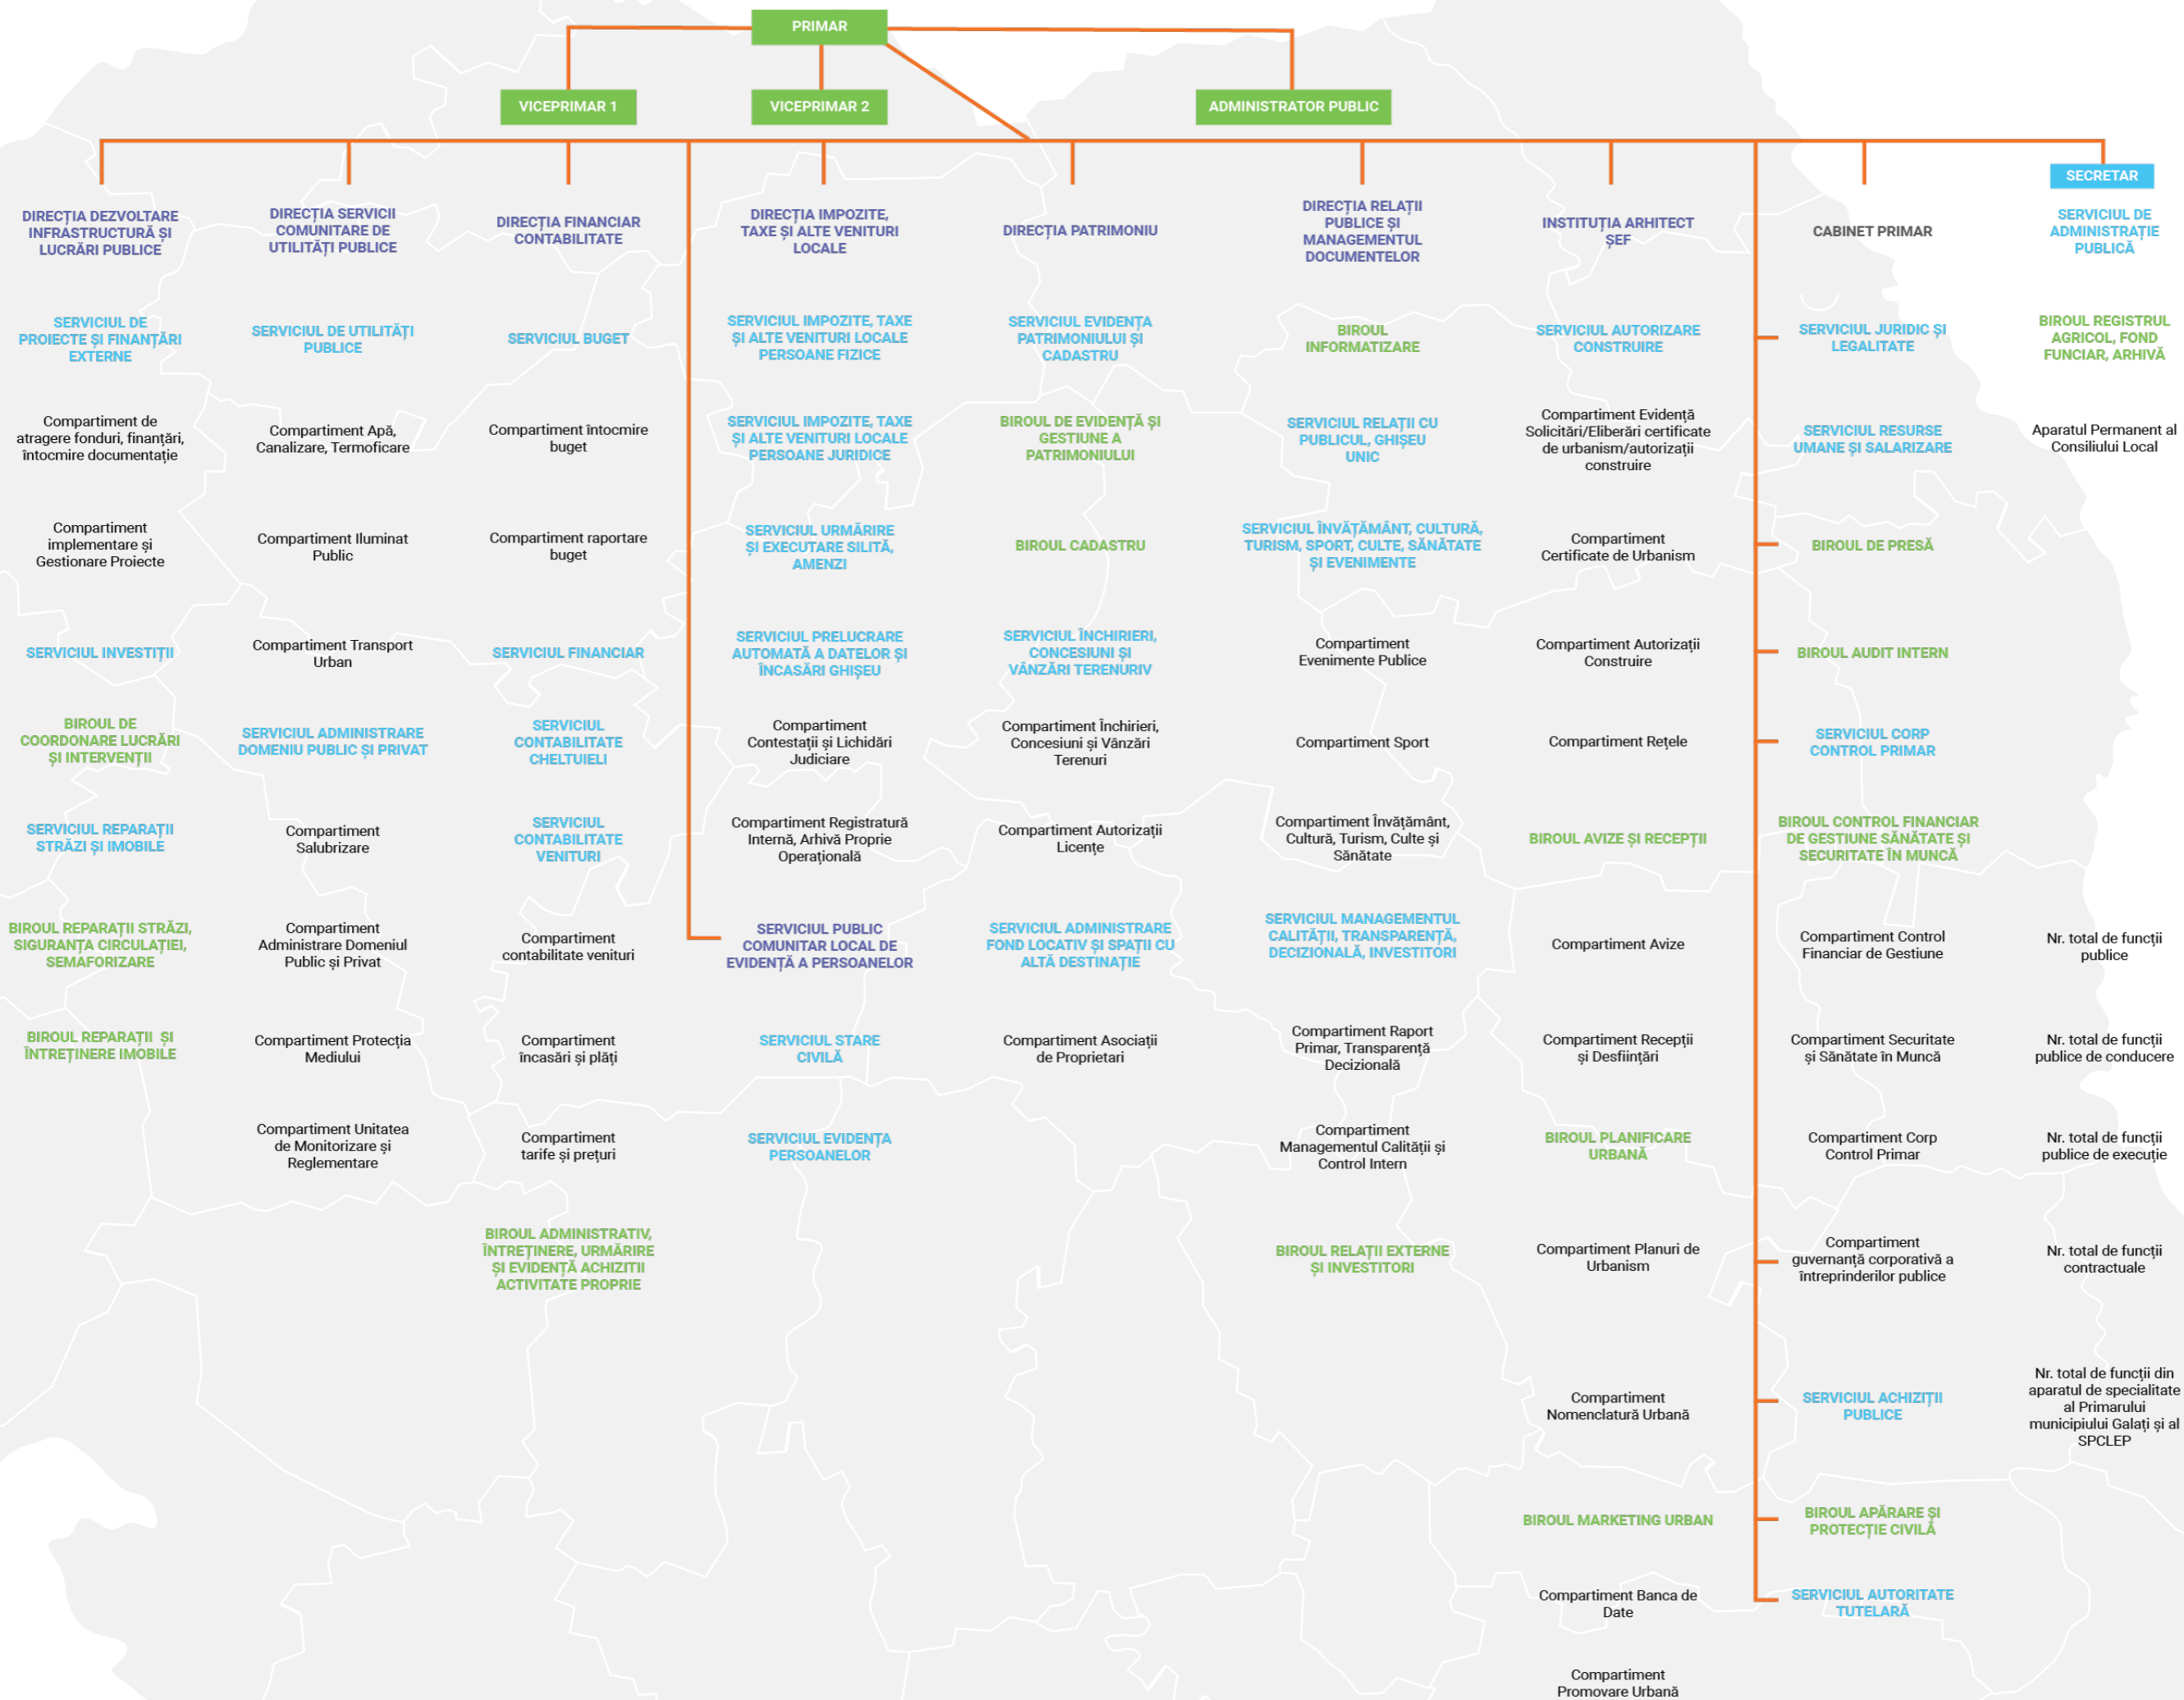 PRIMAR
VICEPRIMAR 1
VICEPRIMAR 2
ADMINISTRATOR PUBLIC
DIRECȚIA DEZVOLTARE
INFRASTRUCTURĂ ȘI
LUCRĂRI PUBLICE
SERVICIUL DE
PROIECTE ȘI FINANȚĂRI
EXTERNE
Compartiment de
atragere fonduri, finanțări,
întocmire documentație
Compartiment
implementare și
Gestionare Proiecte
SERVICIUL INVESTIȚII
BIROUL DE
COORDONARE LUCRĂRI
ȘI INTERVENȚII
SERVICIUL REPARAȚII
STRĂZI ȘI IMOBILE
BIROUL REPARAȚII STRĂZI,
SIGURANȚA CIRCULAȚIEI,
SEMAFORIZARE
BIROUL REPARAȚII ȘI
ÎNTREȚINERE IMOBILE
DIRECȚIA SERVICII
COMUNITARE DE
UTILITĂȚI PUBLICE
SERVICIUL DE UTILITĂȚI
PUBLICE
Compartiment Apă,
Canalizare, Termoficare
Compartiment Iluminat
Public
Compartiment Transport
Urban
SERVICIUL ADMINISTRARE
DOMENIU PUBLIC ȘI PRIVAT
Compartiment
Salubrizare
Compartiment
Administrare Domeniul
Public și Privat
Compartiment Protecția
Mediului
Compartiment Unitatea
de Monitorizare și
Reglementare
DIRECȚIA FINANCIAR
CONTABILITATE
SERVICIUL BUGET
Compartiment întocmire
buget
Compartiment raportare
buget
SERVICIUL FINANCIAR
SERVICIUL
CONTABILITATE
CHELTUIELI
SERVICIUL
CONTABILITATE
VENITURI
Compartiment
contabilitate venituri
Compartiment
încasări și plăți
Compartiment
tarife și prețuri
BIROUL ADMINISTRATIV,
ÎNTREȚINERE, URMĂRIRE
ȘI EVIDENȚĂ ACHIZITII
ACTIVITATE PROPRIE
DIRECȚIA IMPOZITE,
TAXE ȘI ALTE VENITURI
LOCALE
SERVICIUL IMPOZITE, TAXE
ȘI ALTE VENITURI LOCALE
PERSOANE FIZICE
SERVICIUL IMPOZITE, TAXE
ȘI ALTE VENITURI LOCALE
PERSOANE JURIDICE
SERVICIUL URMĂRIRE
ȘI EXECUTARE SILITĂ,
AMENZI
SERVICIUL PRELUCRARE
AUTOMATĂ A DATELOR ȘI
ÎNCASĂRI GHIȘEU
Compartiment
Contestații și Lichidări
Judiciare
Compartiment Registratură
Internă, Arhivă Proprie
Operațională
SERVICIUL PUBLIC
COMUNITAR LOCAL DE
EVIDENȚĂ A PERSOANELOR
SERVICIUL STARE
CIVILĂ
SERVICIUL EVIDENȚA
PERSOANELOR
DIRECȚIA PATRIMONIU
SERVICIUL EVIDENȚA
PATRIMONIULUI ȘI
CADASTRU
BIROUL DE EVIDENȚĂ ȘI
GESTIUNE A
PATRIMONIULUI
BIROUL CADASTRU
SERVICIUL ÎNCHIRIERI,
CONCESIUNI ȘI
VÂNZĂRI TERENURIV
Compartiment Închirieri,
Concesiuni și Vânzări
Terenuri
Compartiment Autorizații
Licențe
SERVICIUL ADMINISTRARE
FOND LOCATIV ȘI SPAȚII CU
ALTĂ DESTINAȚIE
Compartiment Asociații
de Proprietari
DIRECȚIA RELAȚII
PUBLICE ȘI
MANAGEMENTUL
DOCUMENTELOR
BIROUL
INFORMATIZARE
SERVICIUL RELAȚII CU
PUBLICUL, GHIȘEU
UNIC
SERVICIUL ÎNVĂȚĂMÂNT, CULTURĂ,
TURISM, SPORT, CULTE, SĂNĂTATE
ȘI EVENIMENTE
Compartiment
Evenimente Publice
Compartiment Sport
Compartiment Învățământ,
Cultură, Turism, Culte și
Sănătate
SERVICIUL MANAGEMENTUL
CALITĂȚII, TRANSPARENȚĂ,
DECIZIONALĂ, INVESTITORI
Compartiment Raport
Primar, Transparență
Decizională
Compartiment
Managementul Calității și
Control Intern
BIROUL RELAȚII EXTERNE
ȘI INVESTITORI
INSTITUȚIA ARHITECT
ȘEF
SERVICIUL AUTORIZARE
CONSTRUIRE
Compartiment Evidență
Solicitări/Eliberări certificate
de urbanism/autorizații
construire
Compartiment
Certificate de Urbanism
Compartiment Autorizații
Construire
Compartiment Rețele
BIROUL AVIZE ȘI RECEPȚII
Compartiment Avize
Compartiment Recepții
și Desființări
BIROUL PLANIFICARE
URBANĂ
Compartiment Planuri de
Urbanism
Compartiment
Nomenclatură Urbană
BIROUL MARKETING URBAN
Compartiment Banca de
Date
Compartiment
Promovare Urbană
CABINET PRIMAR
SERVICIUL JURIDIC ȘI
LEGALITATE
SERVICIUL RESURSE
UMANE ȘI SALARIZARE
BIROUL DE PRESĂ
BIROUL AUDIT INTERN
SERVICIUL CORP
CONTROL PRIMAR
BIROUL CONTROL FINANCIAR
DE GESTIUNE SĂNĂTATE ȘI
SECURITATE ÎN MUNCĂ
Compartiment Control
Financiar de Gestiune
Compartiment Securitate
și Sănătate în Muncă
Compartiment Corp
Control Primar
Compartiment
guvernanță corporativă a
întreprinderilor publice
SERVICIUL ACHIZIȚII
PUBLICE
BIROUL APĂRARE ȘI
PROTECȚIE CIVILĂ
SERVICIUL AUTORITATE
TUTELARĂ
SECRETAR
SERVICIUL DE
ADMINISTRAȚIE
PUBLICĂ
BIROUL REGISTRUL
AGRICOL, FOND
FUNCIAR, ARHIVĂ
Aparatul Permanent al
Consiliului Local
Nr. total de funcții
publice
Nr. total de funcții
publice de conducere
Nr. total de funcții
publice de execuție
Nr. total de funcții
contractuale
Nr. total de funcții din
aparatul de specialitate
al Primarului
municipiului Galați și al
SPCLEP